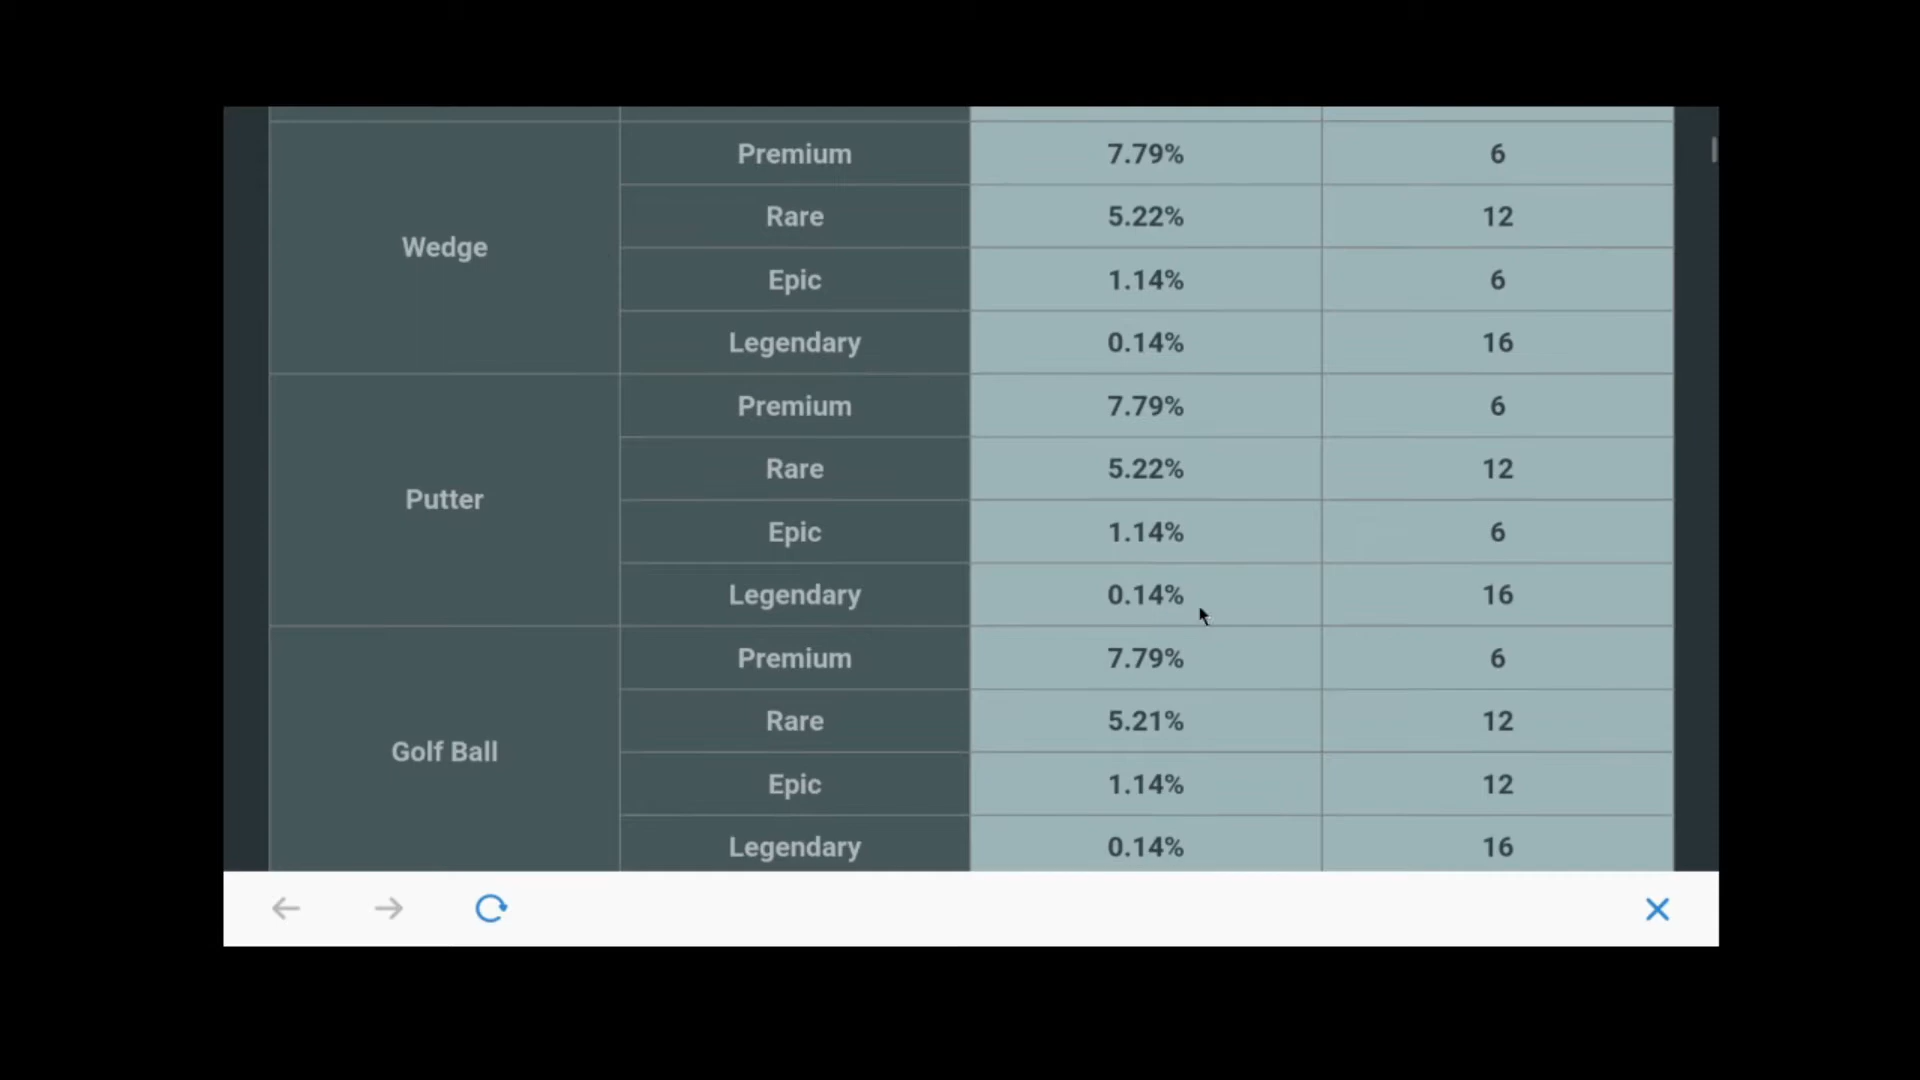 Wedge
Premium 7.79% 6
Rare 5.22% 12
Epic 1.14% 6
Legendary 0.14% 16
Putter
Premium 7.79% 6
Rare 5.22% 12
Epic 1.14% 6
Legendary 0.14% 16
Golf Ball
Premium 7.79% 6
Rare 5.21% 12
Epic 1.14% 12
Legendary 0.14% 16